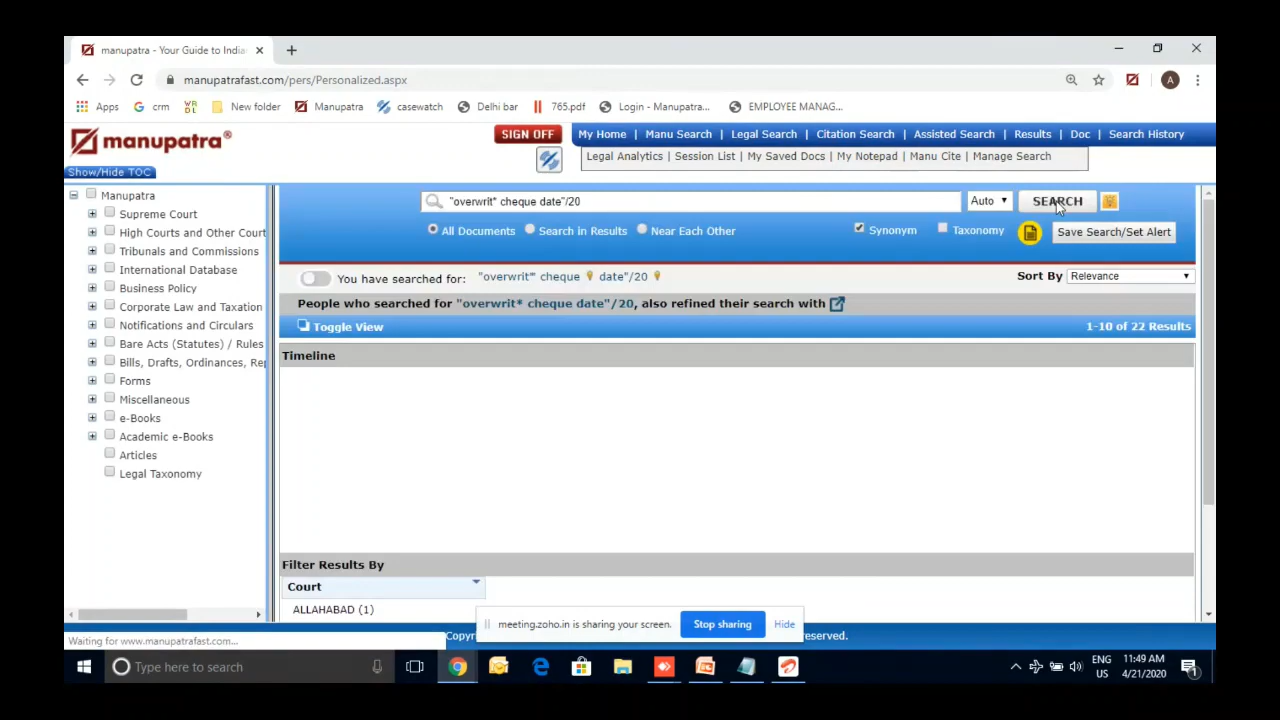 manupatra - Your Guide to India
manupatrafast.com/pers/Personalized.aspx
Apps crm New folder Manupatra casewatch Delhi bar 765.pdf Login - Manupatra... EMPLOYEE MANAG...
manupatra®
SIGN OFF
My Home | Manu Search | Legal Search | Citation Search | Assisted Search | Results | Doc | Search History
Legal Analytics | Session List | My Saved Docs | My Notepad | Manu Cite | Manage Search
Show/Hide TOC
Manupatra
Supreme Court
High Courts and Other Court
Tribunals and Commissions
International Database
Business Policy
Corporate Law and Taxation
Notifications and Circulars
Bare Acts (Statutes) / Rules
Bills, Drafts, Ordinances, Rep
Forms
Miscellaneous
e-Books
Academic e-Books
Articles
Legal Taxonomy
"overwrit* cheque date"/20
Auto
SEARCH
All Documents Search in Results Near Each Other
Synonym Taxonomy
Save Search/Set Alert
You have searched for: "overwrit* cheque date"/20
Sort By Relevance
People who searched for "overwrit* cheque date"/20, also refined their search with
Toggle View
1-10 of 22 Results
Timeline
Filter Results By
Court
ALLAHABAD (1)
meeting.zoho.in is sharing your screen. Stop sharing Hide
Waiting for www.manupatrafast.com...
Copyr
reserved.
Type here to search
ENG
US
11:49 AM
4/21/2020
1